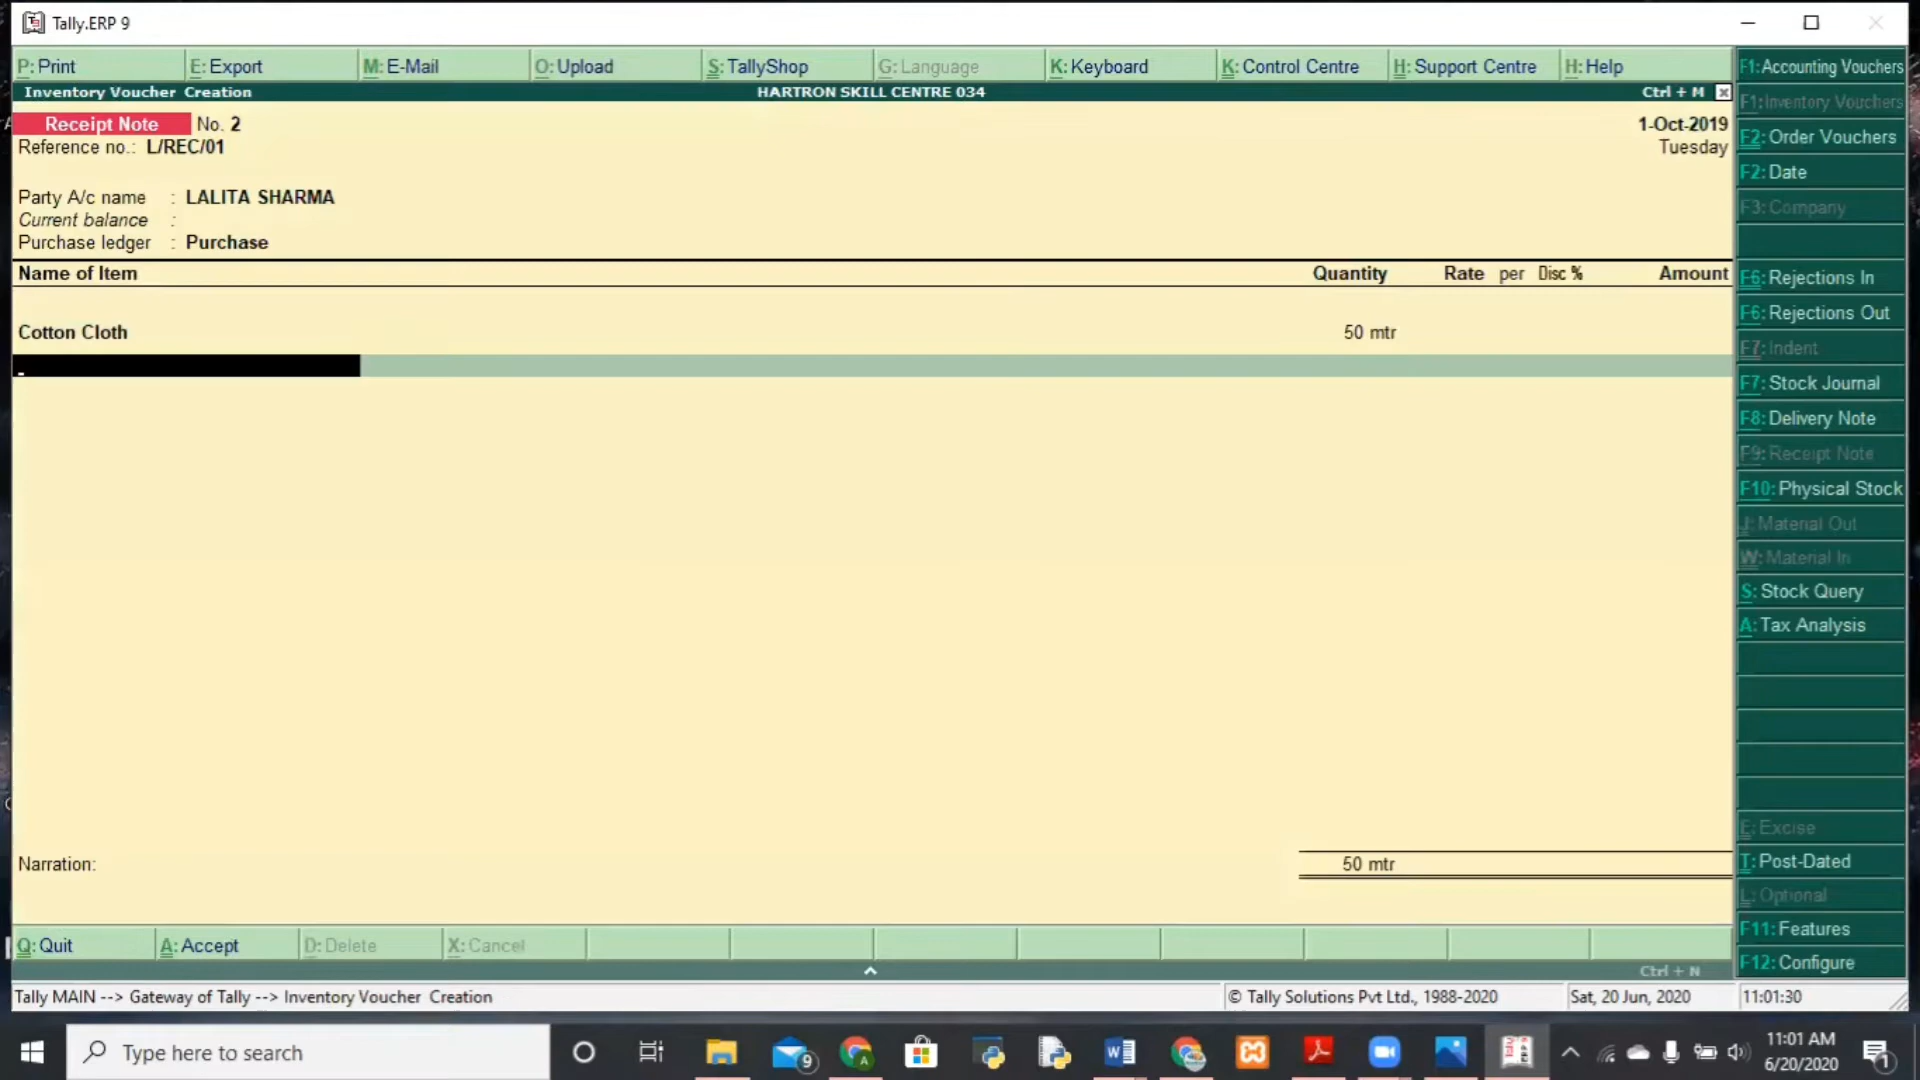 Tally.ERP 9
P: Print E: Export M: E-Mail O: Upload S: TallyShop G: Language K: Keyboard K: Control Centre H: Support Centre H: Help
Inventory Voucher Creation HARTRON SKILL CENTRE 034 Ctrl + M
Receipt Note No. 2 1-Oct-2019
Reference no.: L/REC/01 Tuesday
Party A/c name : LALITA SHARMA
Current balance :
Purchase ledger : Purchase
Name of Item Quantity Rate per Disc % Amount
Cotton Cloth 50 mtr
Narration: 50 mtr
Q: Quit A: Accept D: Delete X: Cancel
Ctrl + N
Tally MAIN --> Gateway of Tally --> Inventory Voucher Creation © Tally Solutions Pvt Ltd., 1988-2020 Sat, 20 Jun, 2020 11:01:30
F1: Accounting Vouchers
F1: Inventory Vouchers
F2: Order Vouchers
F2: Date
F3: Company
F6: Rejections In
F6: Rejections Out
F7: Indent
F7: Stock Journal
F8: Delivery Note
F9: Receipt Note
F10: Physical Stock
J: Material Out
W: Material In
S: Stock Query
A: Tax Analysis
E: Excise
T: Post-Dated
L: Optional
F11: Features
F12: Configure
Type here to search
9
11:01 AM
6/20/2020
1